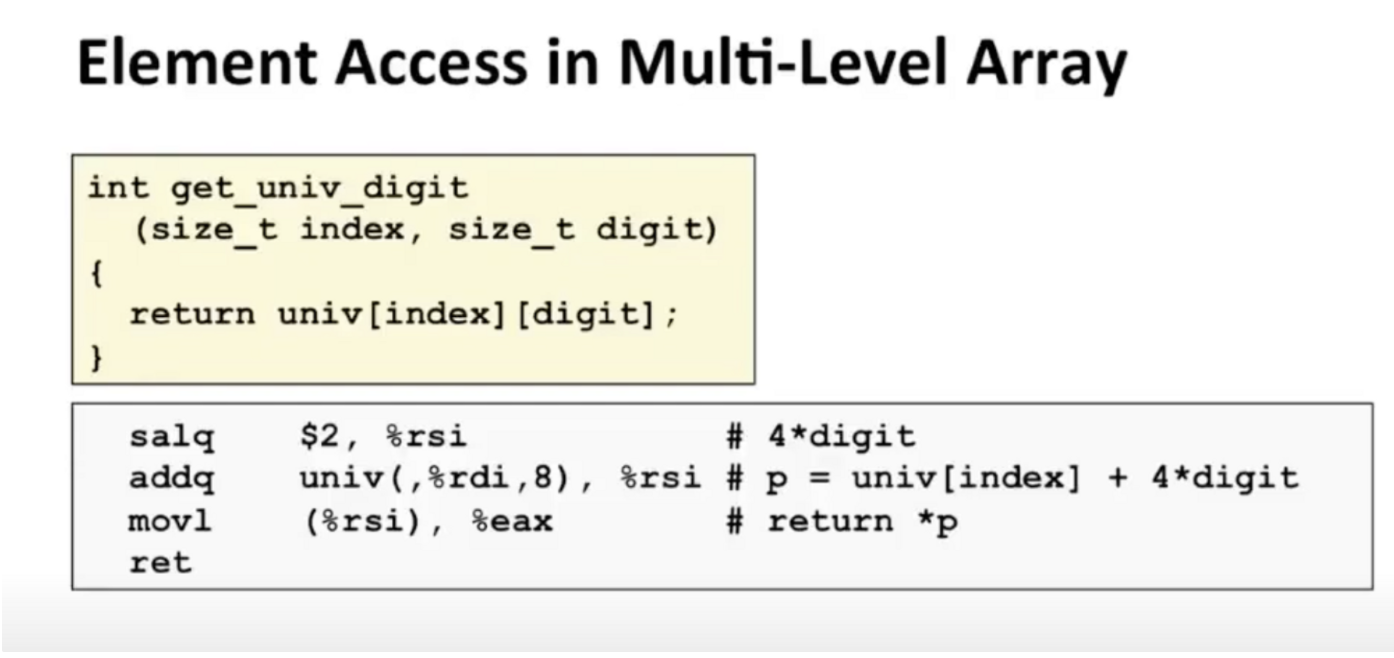 Element Access in Multi-Level Array
int get_univ_digit
(size_t index, size_t digit)
{
return univ[index][digit];
}
salq $2, %rsi # 4*digit
addq univ(,%rdi,8), %rsi # p = univ[index] + 4*digit
movl (%rsi), %eax # return *p
ret